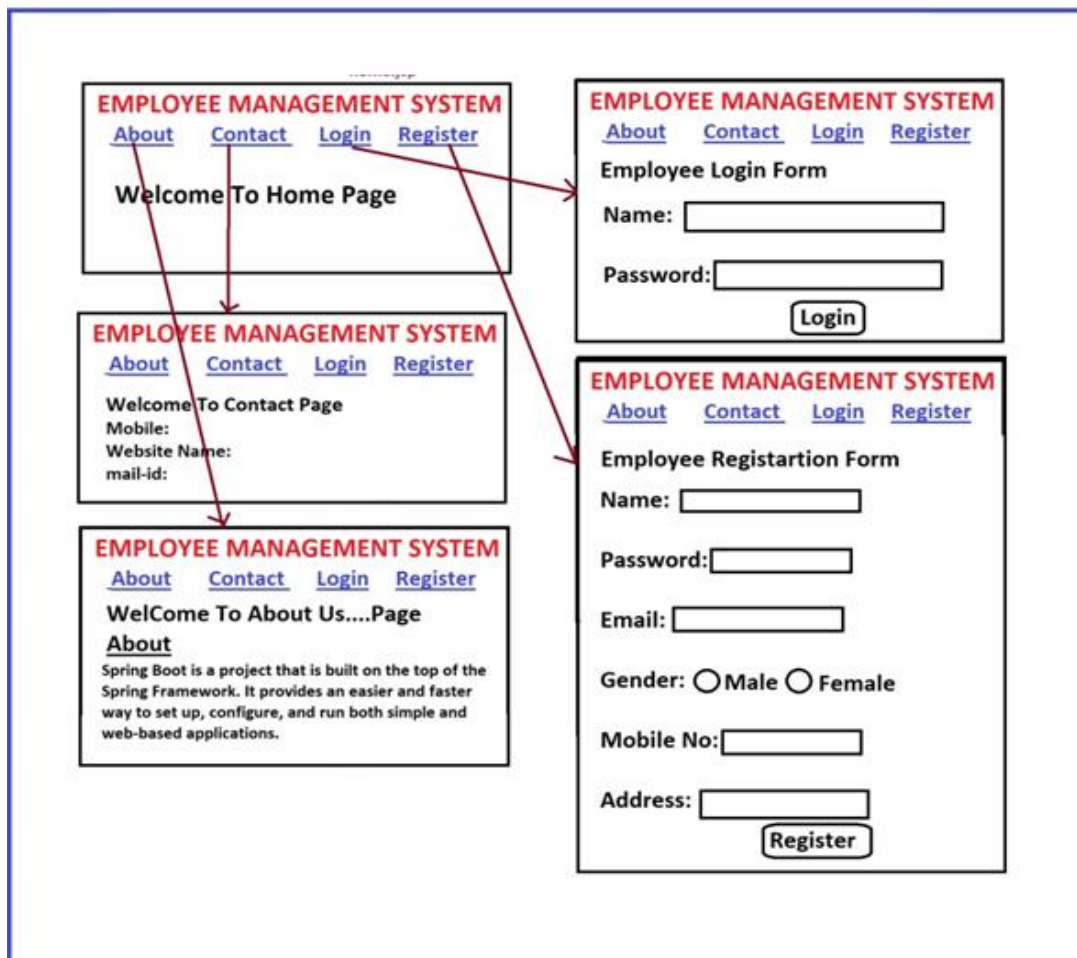 EMPLOYEE MANAGEMENT SYSTEM
About Contact Login Register
Welcome To Home Page
EMPLOYEE MANAGEMENT SYSTEM
About Contact Login Register
Welcome To Contact Page
Mobile:
Website Name:
mail-id:
EMPLOYEE MANAGEMENT SYSTEM
About Contact Login Register
WelCome To About Us....Page
About
Spring Boot is a project that is built on the top of the
Spring Framework. It provides an easier and faster
way to set up, configure, and run both simple and
web-based applications.
EMPLOYEE MANAGEMENT SYSTEM
About Contact Login Register
Employee Login Form
Name:
Password:
Login
EMPLOYEE MANAGEMENT SYSTEM
About Contact Login Register
Employee Registartion Form
Name:
Password:
Email:
Gender: Male Female
Mobile No:
Address:
Register